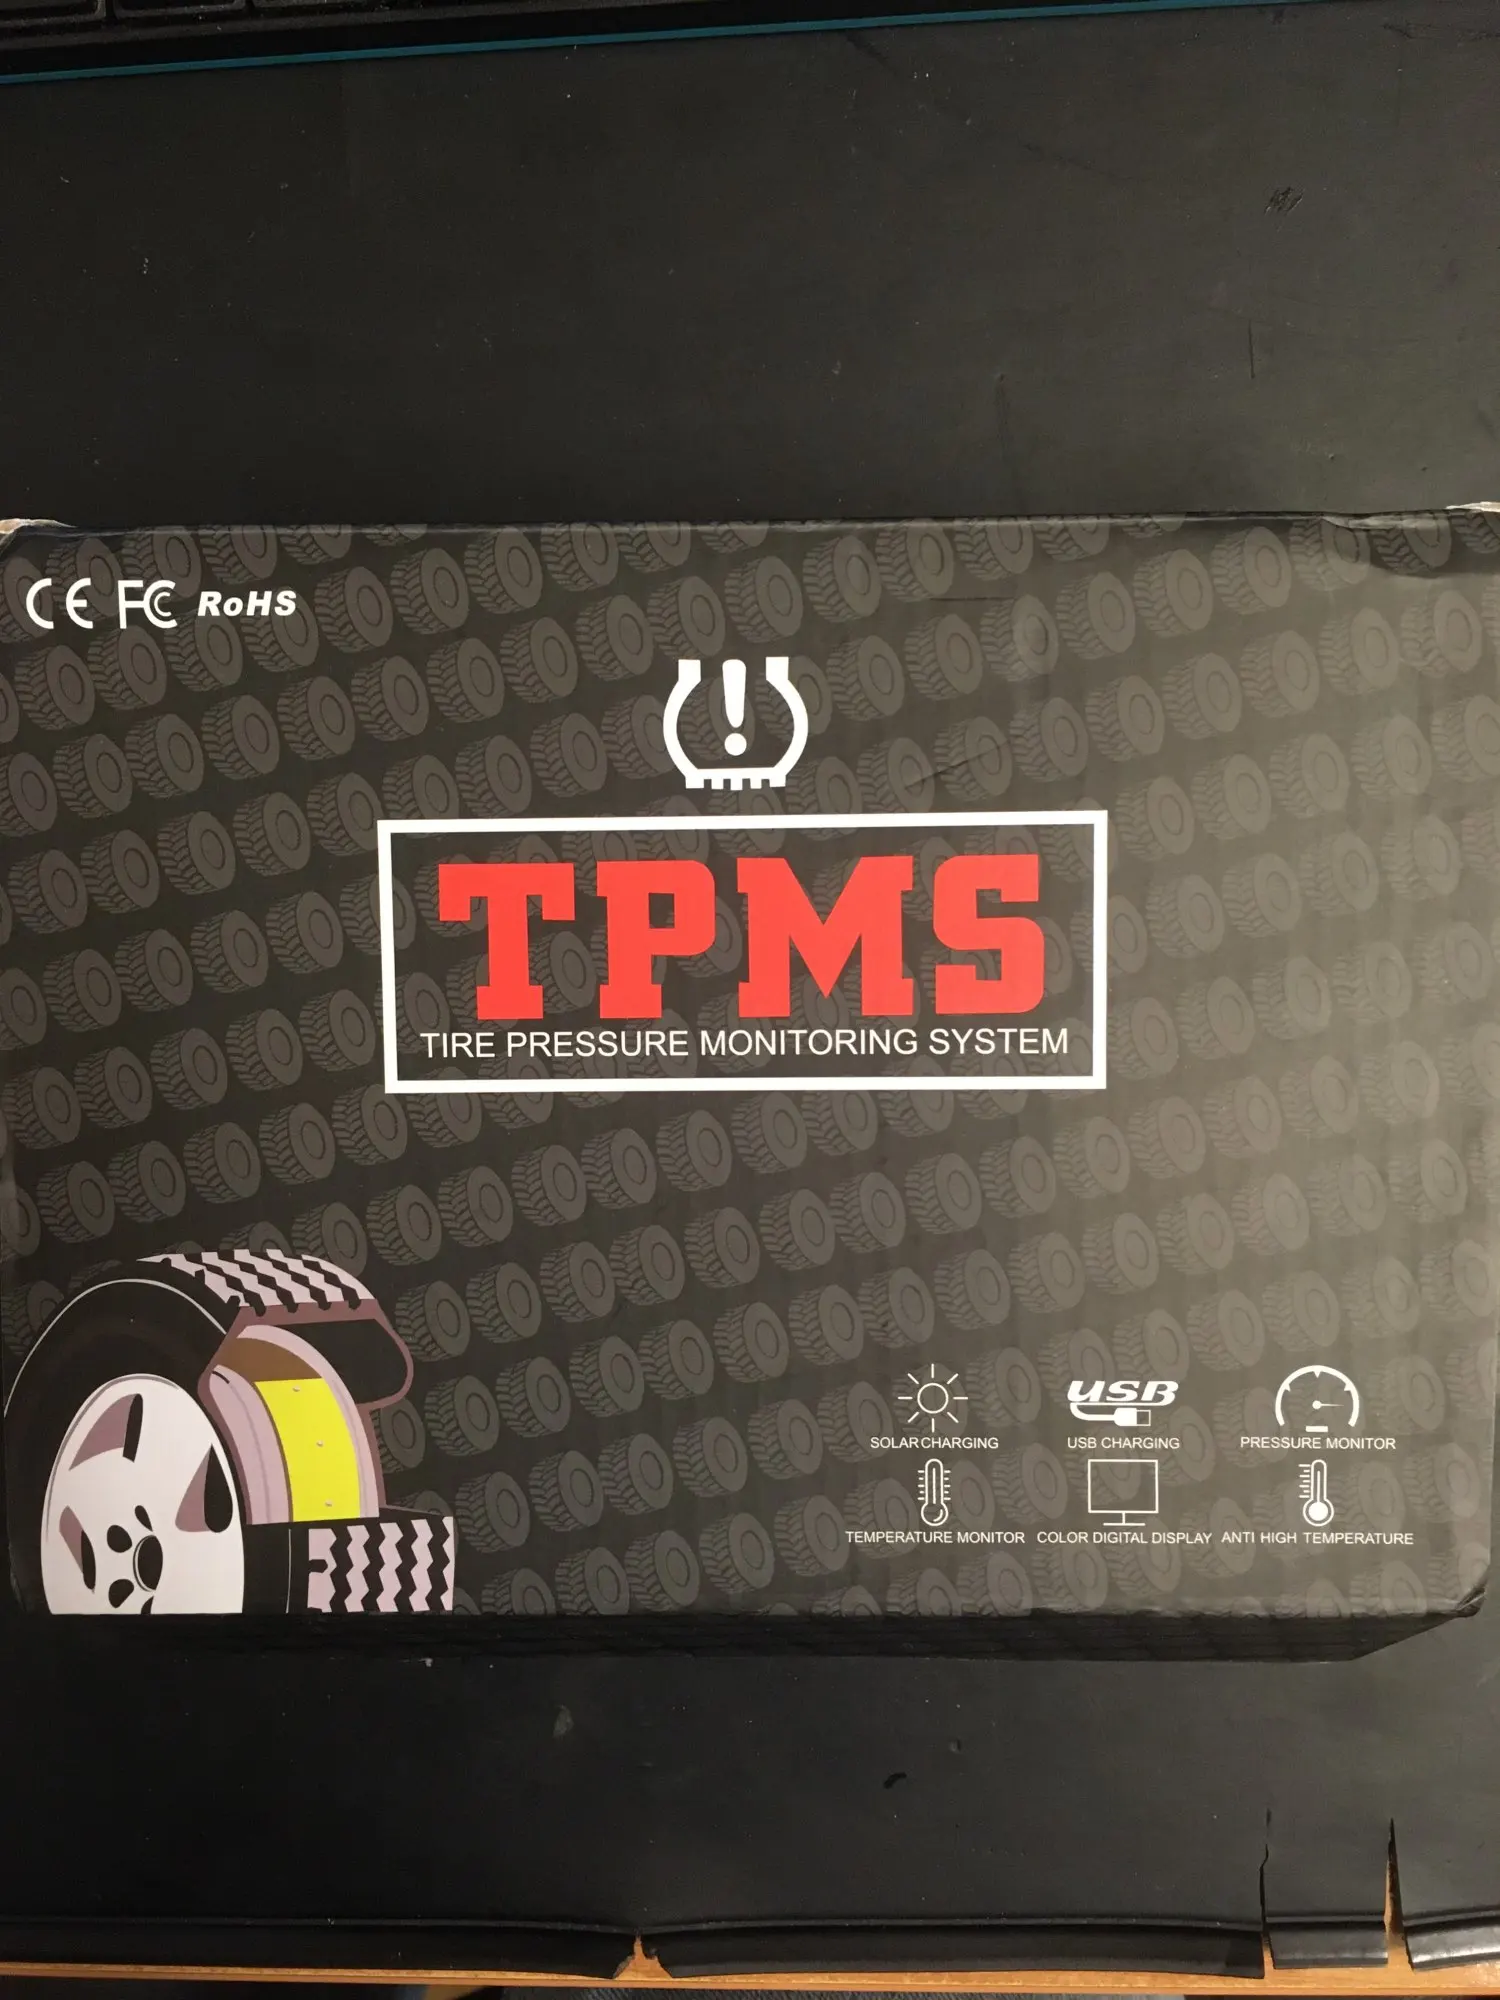 CE FC RoHS
TPMS
TIRE PRESSURE MONITORING SYSTEM
USB
SOLAR CHARGING USB CHARGING PRESSURE MONITOR
TEMPERATURE MONITOR COLOR DIGITAL DISPLAY ANTI HIGH TEMPERATURE